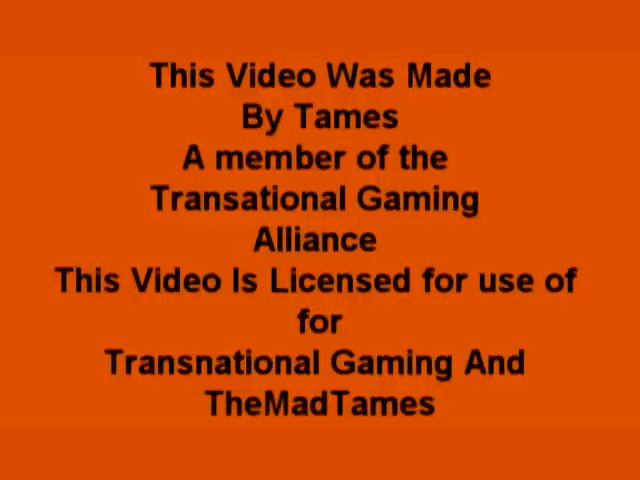 This Video Was Made
By Tames
A member of the
Transational Gaming
Alliance
This Video Is Licensed for use of
for
Transnational Gaming And
TheMadTames